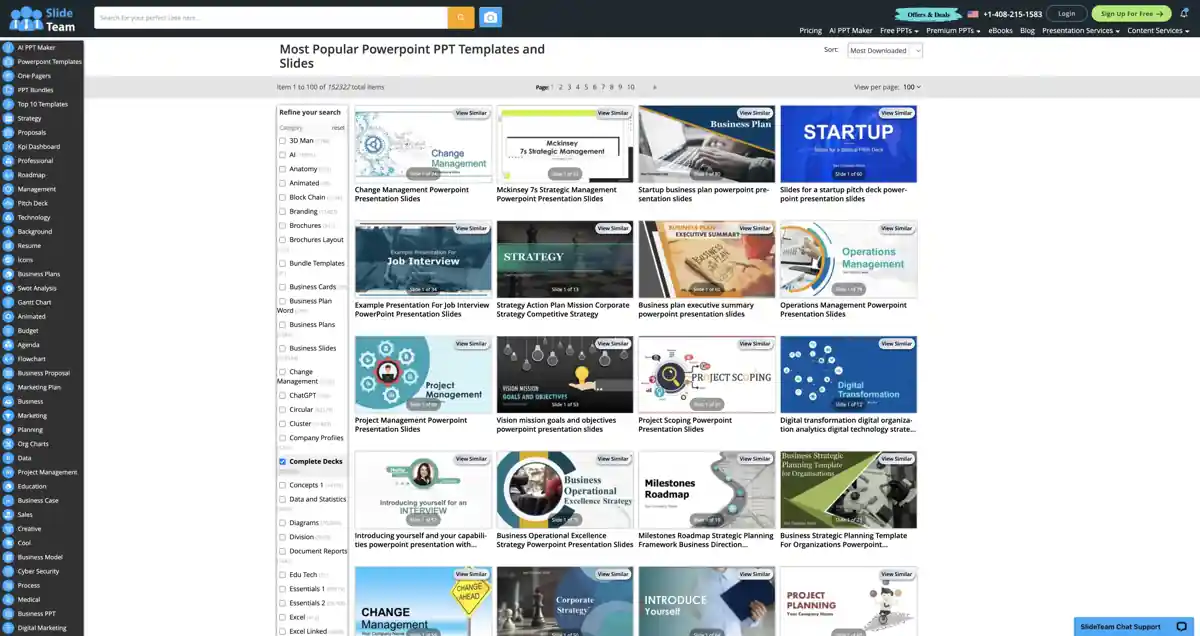 Slide
Team
Search for your perfect Slide here...
Offers & Deals
+1-408-215-1583
Login
Sign Up For Free
Pricing
AI PPT Maker
Free PPTs
Premium PPTs
eBooks
Blog
Presentation Services
Content Services
AI PPT Maker
Powerpoint Templates
One Pagers
PPT Bundles
Top 10 Templates
Strategy
Proposals
Kpi Dashboard
Professional
Roadmap
Management
Pitch Deck
Technology
Background
Resume
Icons
Business Plans
Swot Analysis
Gantt Chart
Animated
Budget
Agenda
Flowchart
Business Proposal
Marketing Plan
Business
Marketing
Planning
Org Charts
Data
Project Management
Education
Business Case
Sales
Creative
Cool
Business Model
Cyber Security
Process
Medical
Business PPT
Digital Marketing
Most Popular Powerpoint PPT Templates and
Slides
Sort:
Most Downloaded
Item 1 to 100 of 152327 total items
Page: 1 2 3 4 5 6 7 8 9 10
View per page: 100
Refine your search
Category
reset
3D Man
AI
Anatomy
Animated
Block Chain
Branding
Brochures
Brochures Layout
Bundle Templates
Business Cards
Business Plan
Word
Business Plans
Business Slides
Change
Management
ChatGPT
Circular
Cluster
Company Profiles
Complete Decks
Concepts 1
Data and Statistics
Diagrams
Division
Document Reports
Edu Tech
Essentials 1
Essentials 2
Excel
Excel Linked
View Similar
Change
Management
Change Management Powerpoint
Presentation Slides
View Similar
Mckinsey
7s Strategic Management
Mckinsey 7s Strategic Management
Powerpoint Presentation Slides
View Similar
Business Plan
Startup business plan powerpoint pre-
sentation slides
View Similar
STARTUP
Slides for a Startup Pitch Deck
Slide 1 of 60
Slides for a startup pitch deck power-
point presentation slides
View Similar
Example Presentation For
Job Interview
Example Presentation For Job Interview
PowerPoint Presentation Slides
View Similar
STRATEGY
Slide 1 of 13
Strategy Action Plan Mission Corporate
Strategy Competitive Strategy
View Similar
BUSINESS PLAN
EXECUTIVE SUMMARY
Business plan executive summary
powerpoint presentation slides
View Similar
Operations
Management
Operations Management Powerpoint
Presentation Slides
View Similar
Project
Management
Project Management Powerpoint
Presentation Slides
View Similar
VISION MISSION
GOALS AND OBJECTIVES
Slide 1 of 53
Vision mission goals and objectives
powerpoint presentation slides
View Similar
PROJECT SCOPING
Project Scoping Powerpoint
Presentation Slides
View Similar
Digital
Transformation
Digital transformation digital organiza-
tion analytics digital technology strate...
View Similar
Hello
Introducing yourself for an
INTERVIEW
Introducing yourself and your capabili-
ties powerpoint presentation with...
View Similar
Business
Operational
Excellence Strategy
Business Operational Excellence
Strategy Powerpoint Presentation Slides
View Similar
Milestones
Roadmap
Milestones Roadmap Strategic Planning
Framework Business Direction...
View Similar
Business Strategic
Planning Template
for Organizations
Business Strategic Planning Template
For Organizations Powerpoint...
View Similar
CHANGE
AHEAD
CHANGE
MANAGEMENT
View Similar
Corporate
Strategy
View Similar
INTRODUCE
Yourself
View Similar
PROJECT
PLANNING
Your Company Name
SlideTeam Chat Support